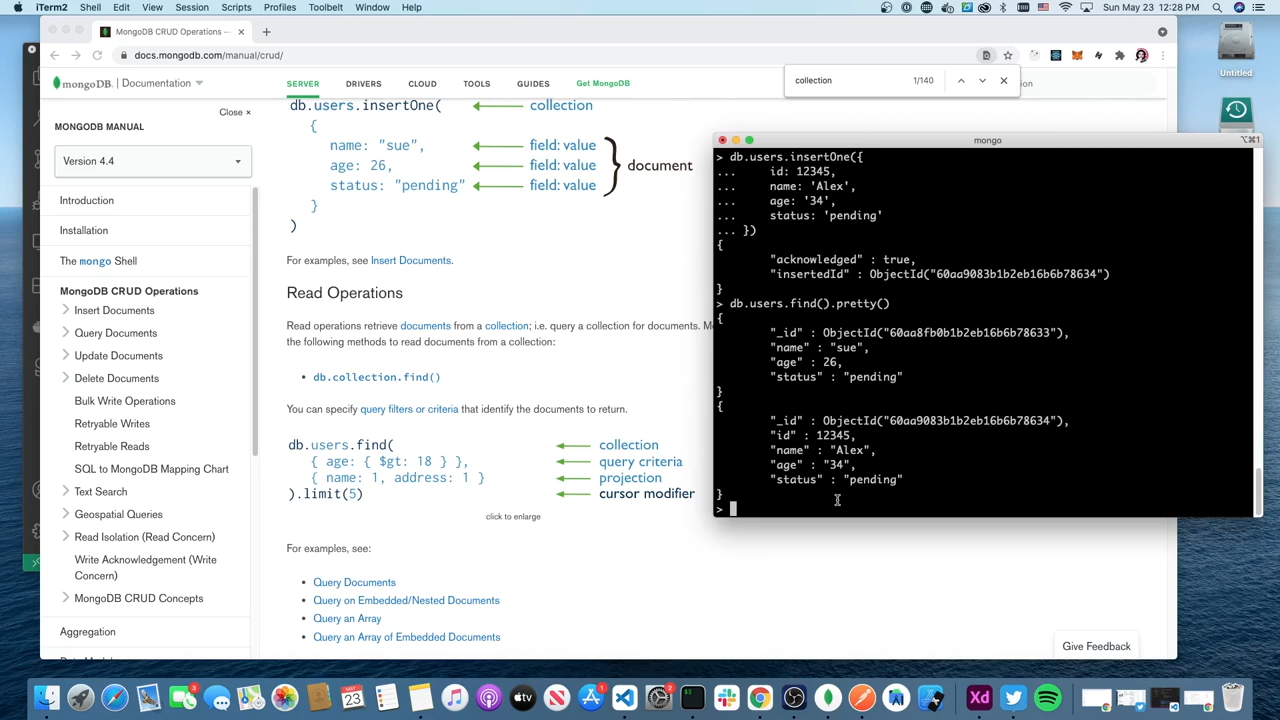 iTerm2 Shell Edit View Session Scripts Profiles Toolbelt Window Help
Sun May 23 12:28 PM
MongoDB CRUD Operations —
docs.mongodb.com/manual/crud/
collection 1/140
mongoDB. | Documentation
SERVER DRIVERS CLOUD TOOLS GUIDES Get MongoDB
Untitled
Close ×
MONGODB MANUAL
Version 4.4
Introduction
Installation
The mongo Shell
MongoDB CRUD Operations
Insert Documents
Query Documents
Update Documents
Delete Documents
Bulk Write Operations
Retryable Writes
Retryable Reads
SQL to MongoDB Mapping Chart
Text Search
Geospatial Queries
Read Isolation (Read Concern)
Write Acknowledgement (Write
Concern)
MongoDB CRUD Concepts
Aggregation
db.users.insertOne( collection
{
name: "sue", field: value
age: 26, field: value document
status: "pending" field: value
}
)
For examples, see Insert Documents.
Read Operations
Read operations retrieve documents from a collection; i.e. query a collection for documents.
the following methods to read documents from a collection:
• db.collection.find()
You can specify query filters or criteria that identify the documents to return.
db.users.find( collection
{ age: { $gt: 18 } }, query criteria
{ name: 1, address: 1 } projection
).limit(5) cursor modifier
click to enlarge
For examples, see:
• Query Documents
• Query on Embedded/Nested Documents
• Query an Array
• Query an Array of Embedded Documents
Give Feedback
mongo
⌥⌘1
> db.users.insertOne({
... id: 12345,
... name: 'Alex',
... age: '34',
... status: 'pending'
... })
{
"acknowledged" : true,
"insertedId" : ObjectId("60aa9083b1b2eb16b6b78634")
}
> db.users.find().pretty()
{
"_id" : ObjectId("60aa8fb0b1b2eb16b6b78633"),
"name" : "sue",
"age" : 26,
"status" : "pending"
}
{
"_id" : ObjectId("60aa9083b1b2eb16b6b78634"),
"id" : 12345,
"name" : "Alex",
"age" : "34",
"status" : "pending"
}
>
3
MAY
23
1
2
tv
Xd